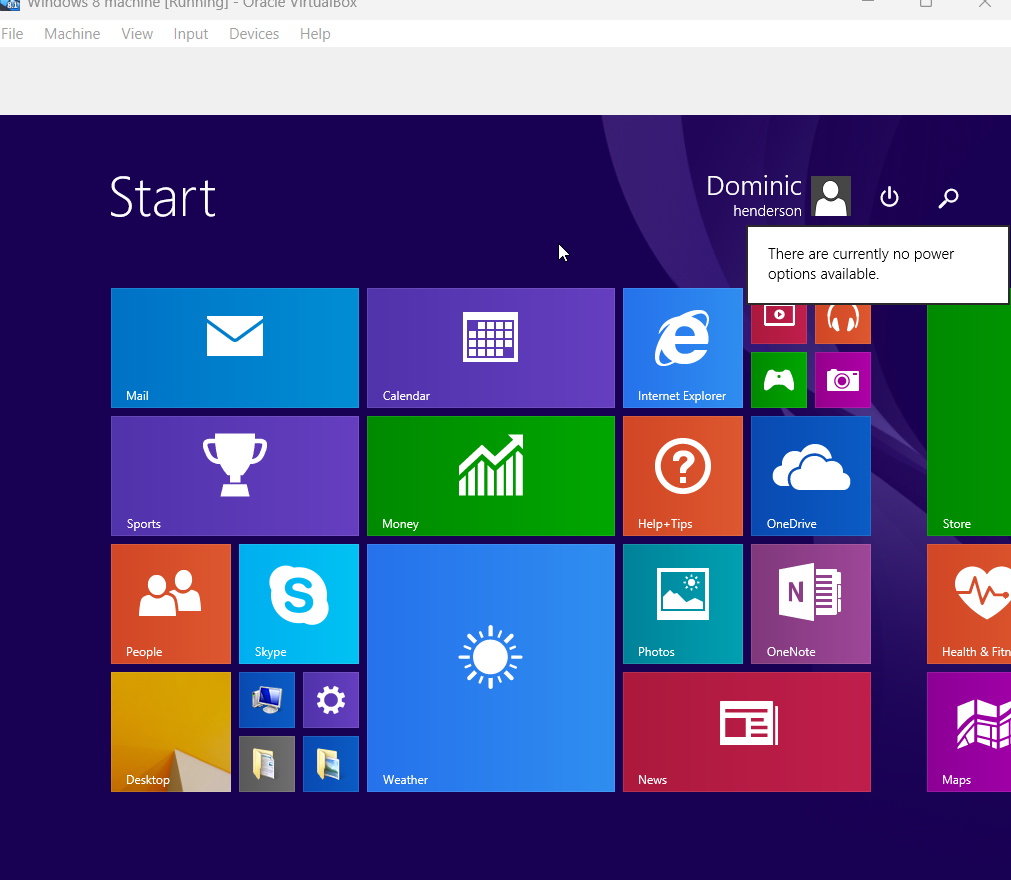 Windows 8 machine [Running] - Oracle VirtualBox
File Machine View Input Devices Help
Start
Dominic
henderson
There are currently no power
options available.
Mail
Calendar
Internet Explorer
Sports
Money
Help+Tips
OneDrive
Store
People
Skype
Photos
OneNote
Health & Fitn
Desktop
Weather
News
Maps